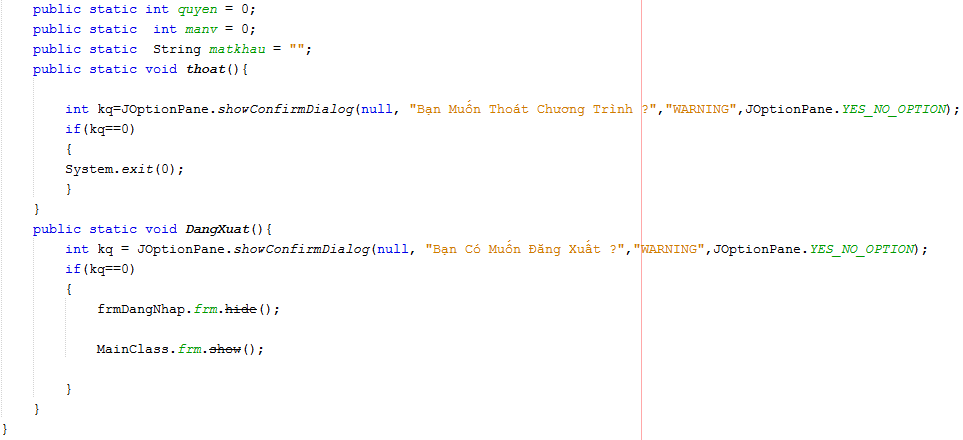 public static int quyen = 0;
public static  int manv = 0;
public static  String matkhau = "";
public static void thoat(){
int kq=JOptionPane.showConfirmDialog(null, "Bạn Muốn Thoát Chương Trình ?","WARNING",JOptionPane.YES_NO_OPTION);
if(kq==0)
{
System.exit(0);
}
}
public static void DangXuat(){
int kq = JOptionPane.showConfirmDialog(null, "Bạn Có Muốn Đăng Xuất ?","WARNING",JOptionPane.YES_NO_OPTION);
if(kq==0)
{
frmDangNhap.frm.hide();
MainClass.frm.show();
}
}
}